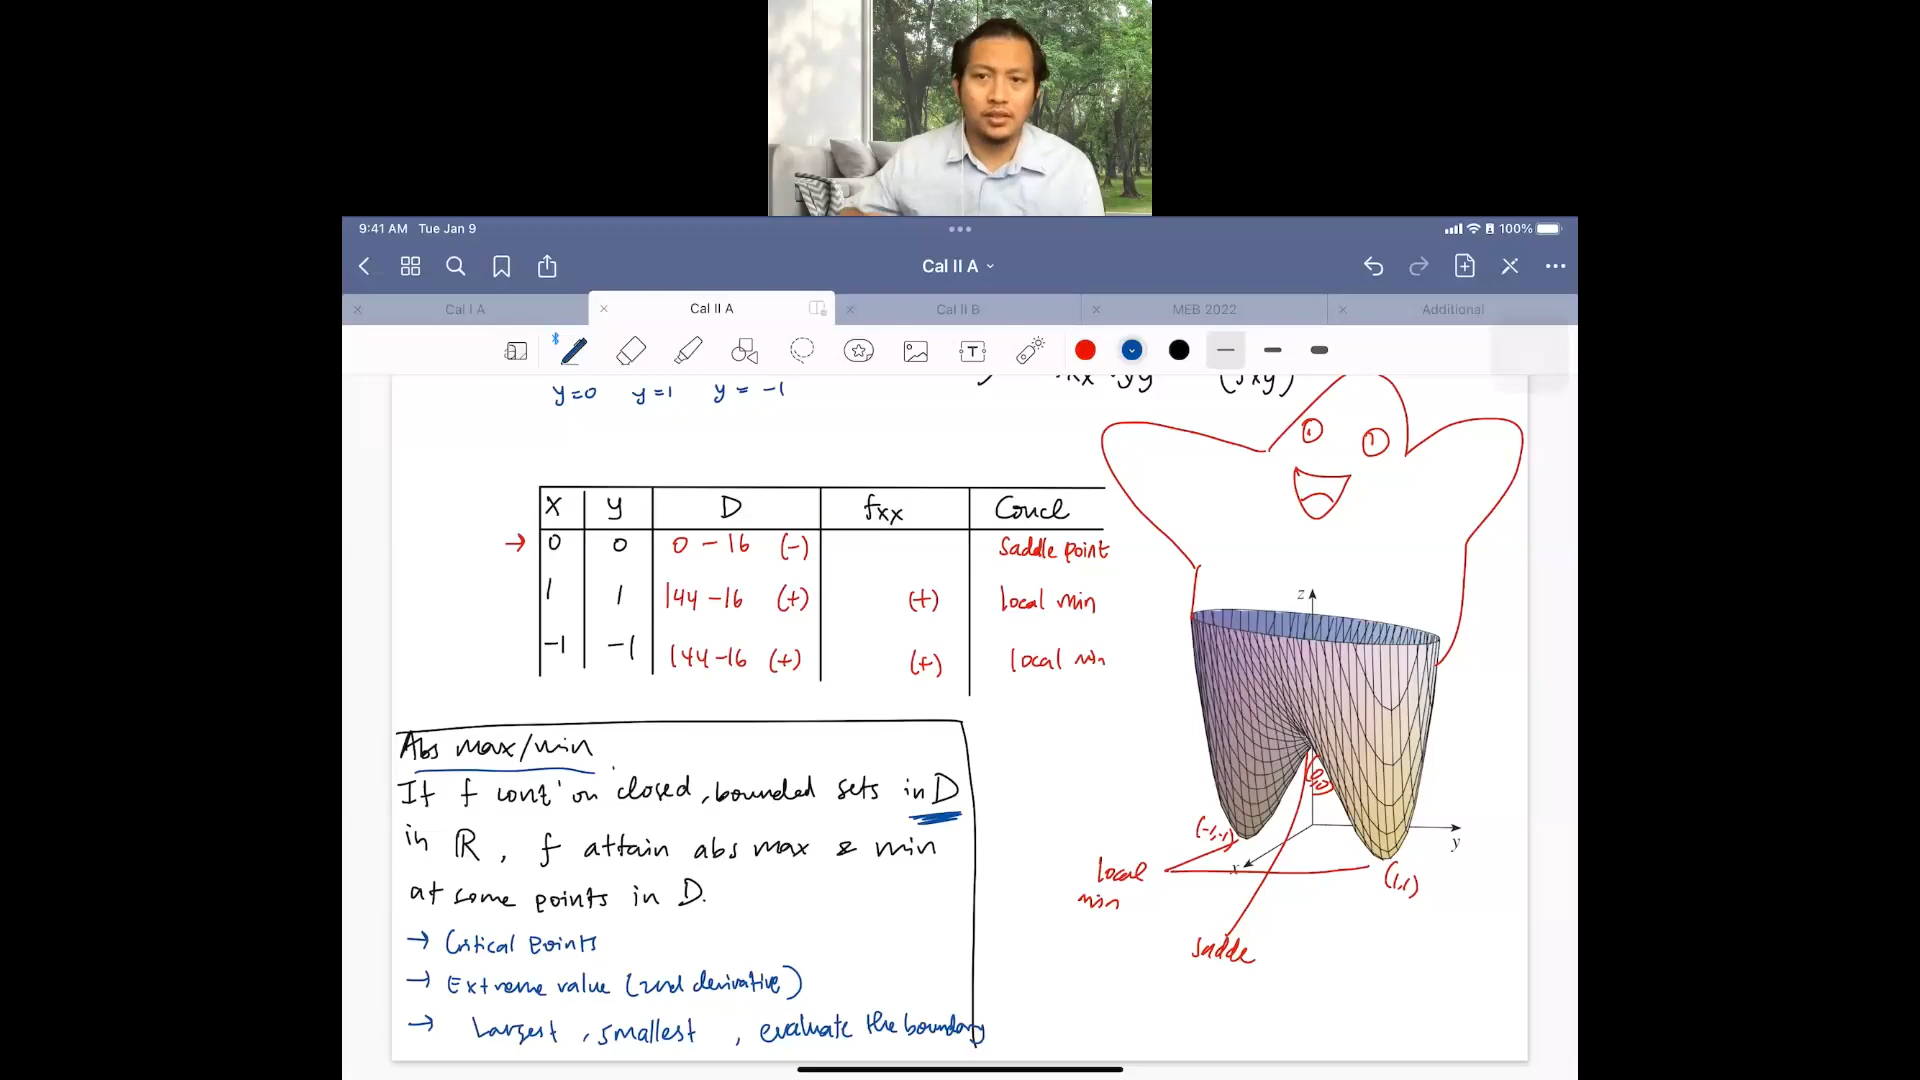 9:41 AM Tue Jan 9
100%
Cal II A
Cal I A
Cal II A
Cal II B
MEB 2022
Additional
T
y=0 y=1 y = -1
X y D fxx Concl
0 0 0 - 16 (-) Saddle point
1 1 144 - 16 (+) (+) local min
-1 -1 144-16 (+) (+) local min
Abs max/min
If f cont' on closed, bounded sets in D
in ℝ, f attain abs max & min
at some points in D.
→ Critical Points
→ Extreme value (2nd derivative)
→ Largest, smallest, evaluate the boundary
z
(0,0)
(-1,-1)
y
x
local
min
(1,1)
sadde